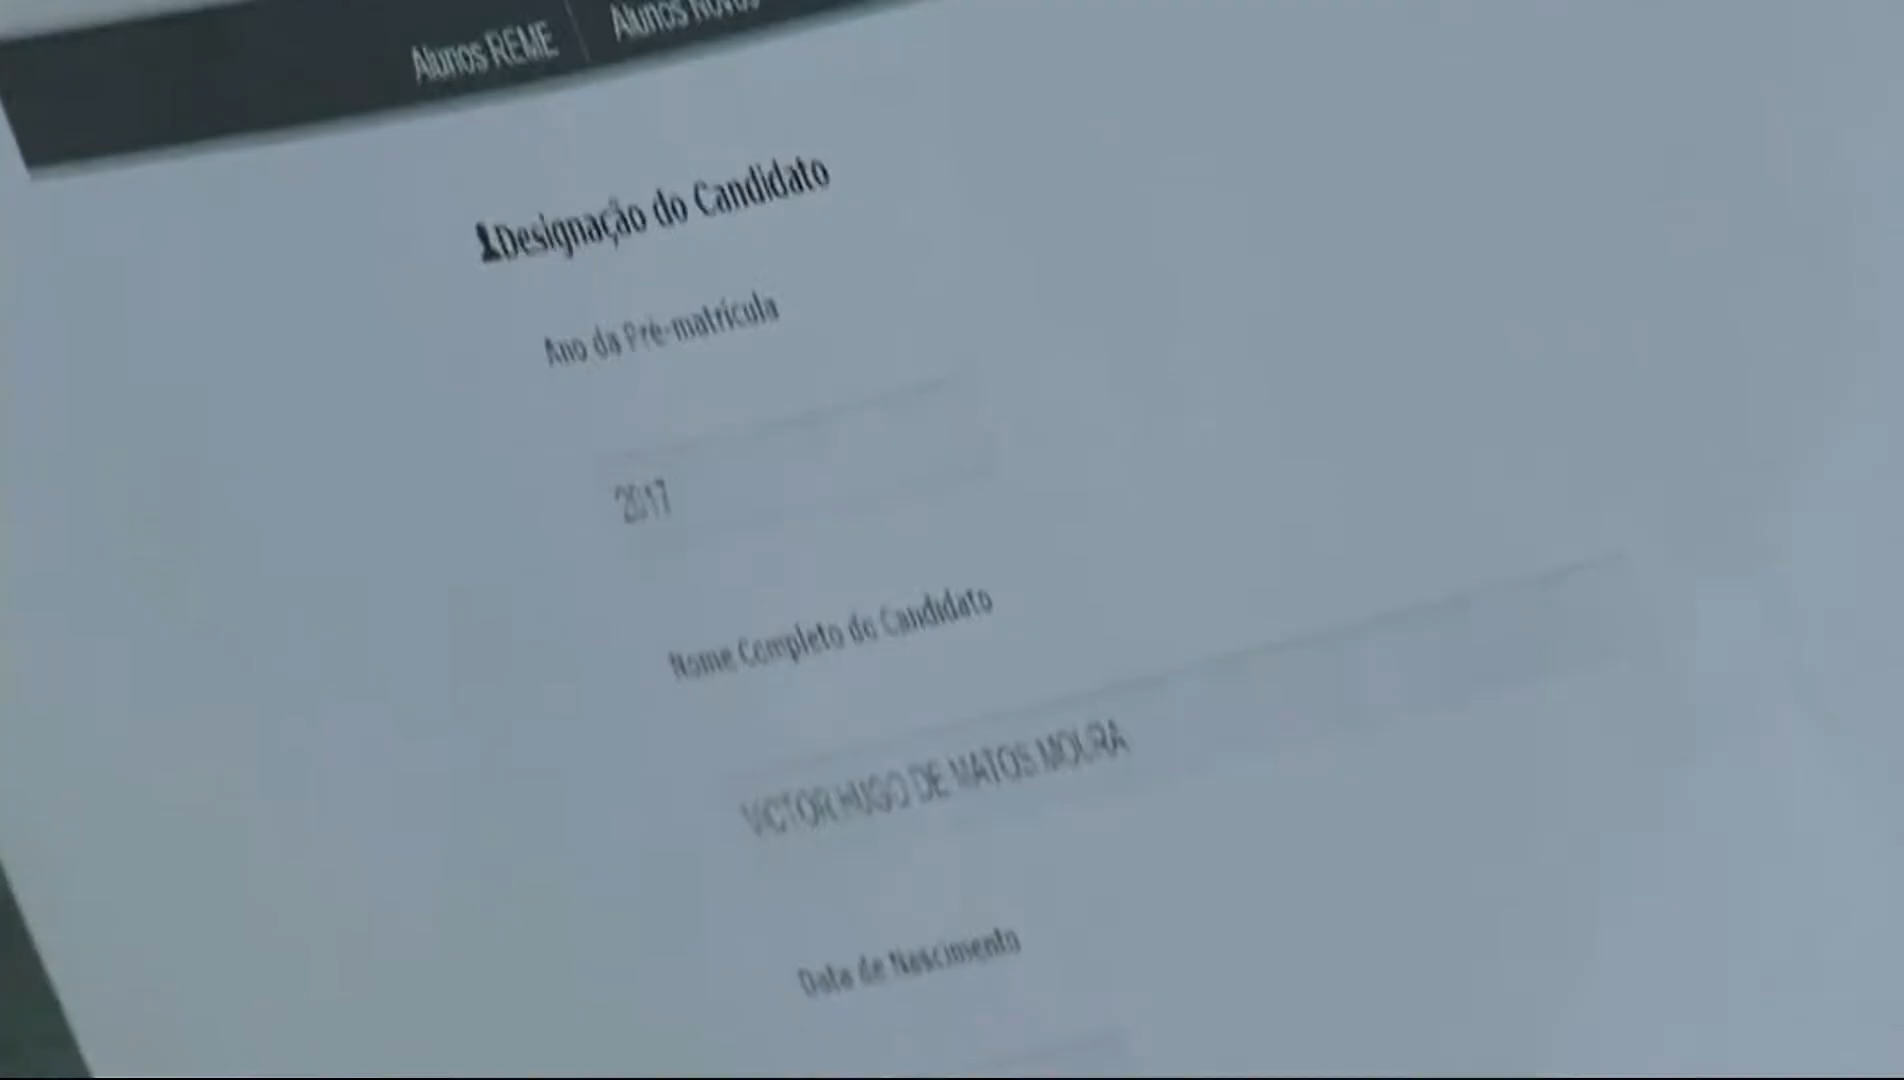 Alunos REME
Alunos Novos
Designação do Candidato
Ano da Pré-matrícula
2017
Nome Completo do Candidato
VICTOR HUGO DE MATOS MOURA
Data de Nascimento